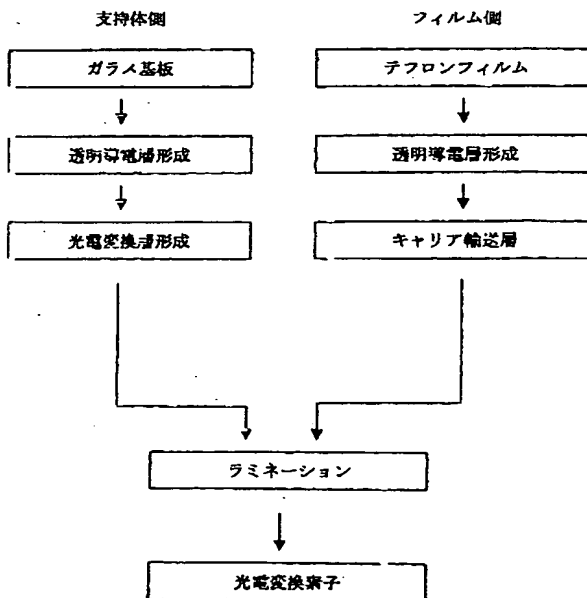 支持体側
フィルム側
ガラス基板
テフロンフィルム
透明導電層形成
透明導電層形成
光電変換層形成
キャリア輸送層
ラミネーション
光電変換素子